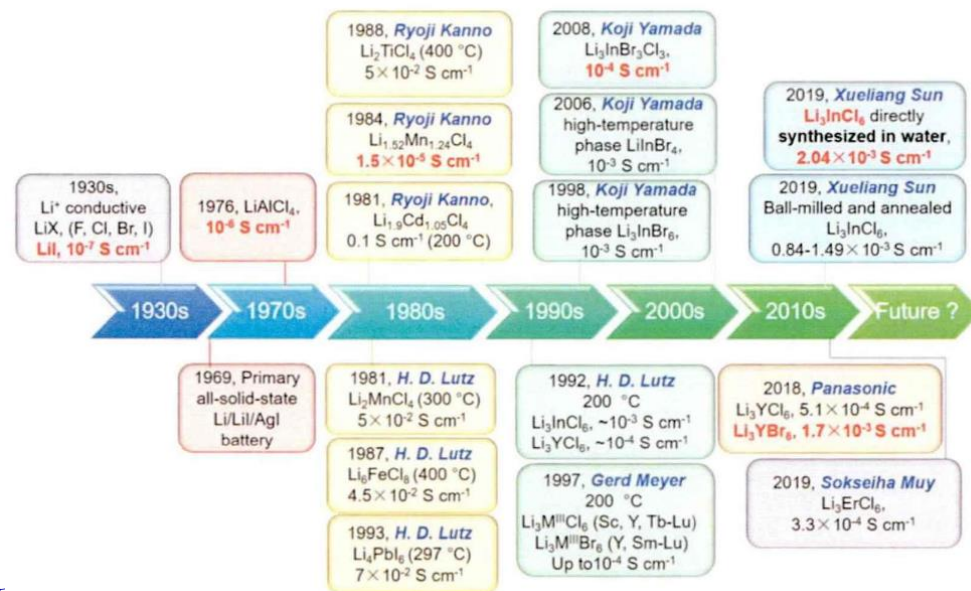 1988, Ryoji Kanno
Li₂TiCl₄ (400 °C)
5×10⁻² S cm⁻¹
2008, Koji Yamada
Li₃InBr₃Cl₃,
10⁻⁴ S cm⁻¹
1984, Ryoji Kanno
Li₁.₅₂Mn₁.₂₄Cl₄
1.5×10⁻⁵ S cm⁻¹
2006, Koji Yamada
high-temperature
phase LiInBr₄,
10⁻³ S cm⁻¹
2019, Xueliang Sun
Li₃InCl₆ directly
synthesized in water,
2.04×10⁻³ S cm⁻¹
1930s,
Li⁺ conductive
LiX, (F, Cl, Br, I)
LiI, 10⁻⁷ S cm⁻¹
1976, LiAlCl₄,
10⁻⁶ S cm⁻¹
1981, Ryoji Kanno,
Li₁.₉Cd₁.₀₅Cl₄
0.1 S cm⁻¹ (200 °C)
1998, Koji Yamada
high-temperature
phase Li₃InBr₆,
10⁻³ S cm⁻¹
2019, Xueliang Sun
Ball-milled and annealed
Li₃InCl₆,
0.84-1.49×10⁻³ S cm⁻¹
1930s 1970s 1980s 1990s 2000s 2010s Future ?
1969, Primary
all-solid-state
Li/LiI/AgI
battery
1981, H. D. Lutz
Li₂MnCl₄ (300 °C)
5×10⁻² S cm⁻¹
1992, H. D. Lutz
200 °C
Li₃InCl₆, ~10⁻³ S cm⁻¹
Li₃YCl₆, ~10⁻⁴ S cm⁻¹
2018, Panasonic
Li₃YCl₆, 5.1×10⁻⁴ S cm⁻¹
Li₃YBr₆, 1.7×10⁻³ S cm⁻¹
1987, H. D. Lutz
Li₆FeCl₈ (400 °C)
4.5×10⁻² S cm⁻¹
1997, Gerd Meyer
200 °C
Li₃MᴵᴵᴵCl₆ (Sc, Y, Tb-Lu)
Li₃MᴵᴵᴵBr₆ (Y, Sm-Lu)
Up to10⁻⁴ S cm⁻¹
2019, Sokseiha Muy
Li₃ErCl₆,
3.3×10⁻⁴ S cm⁻¹
1993, H. D. Lutz
Li₄PbI₆ (297 °C)
7×10⁻² S cm⁻¹